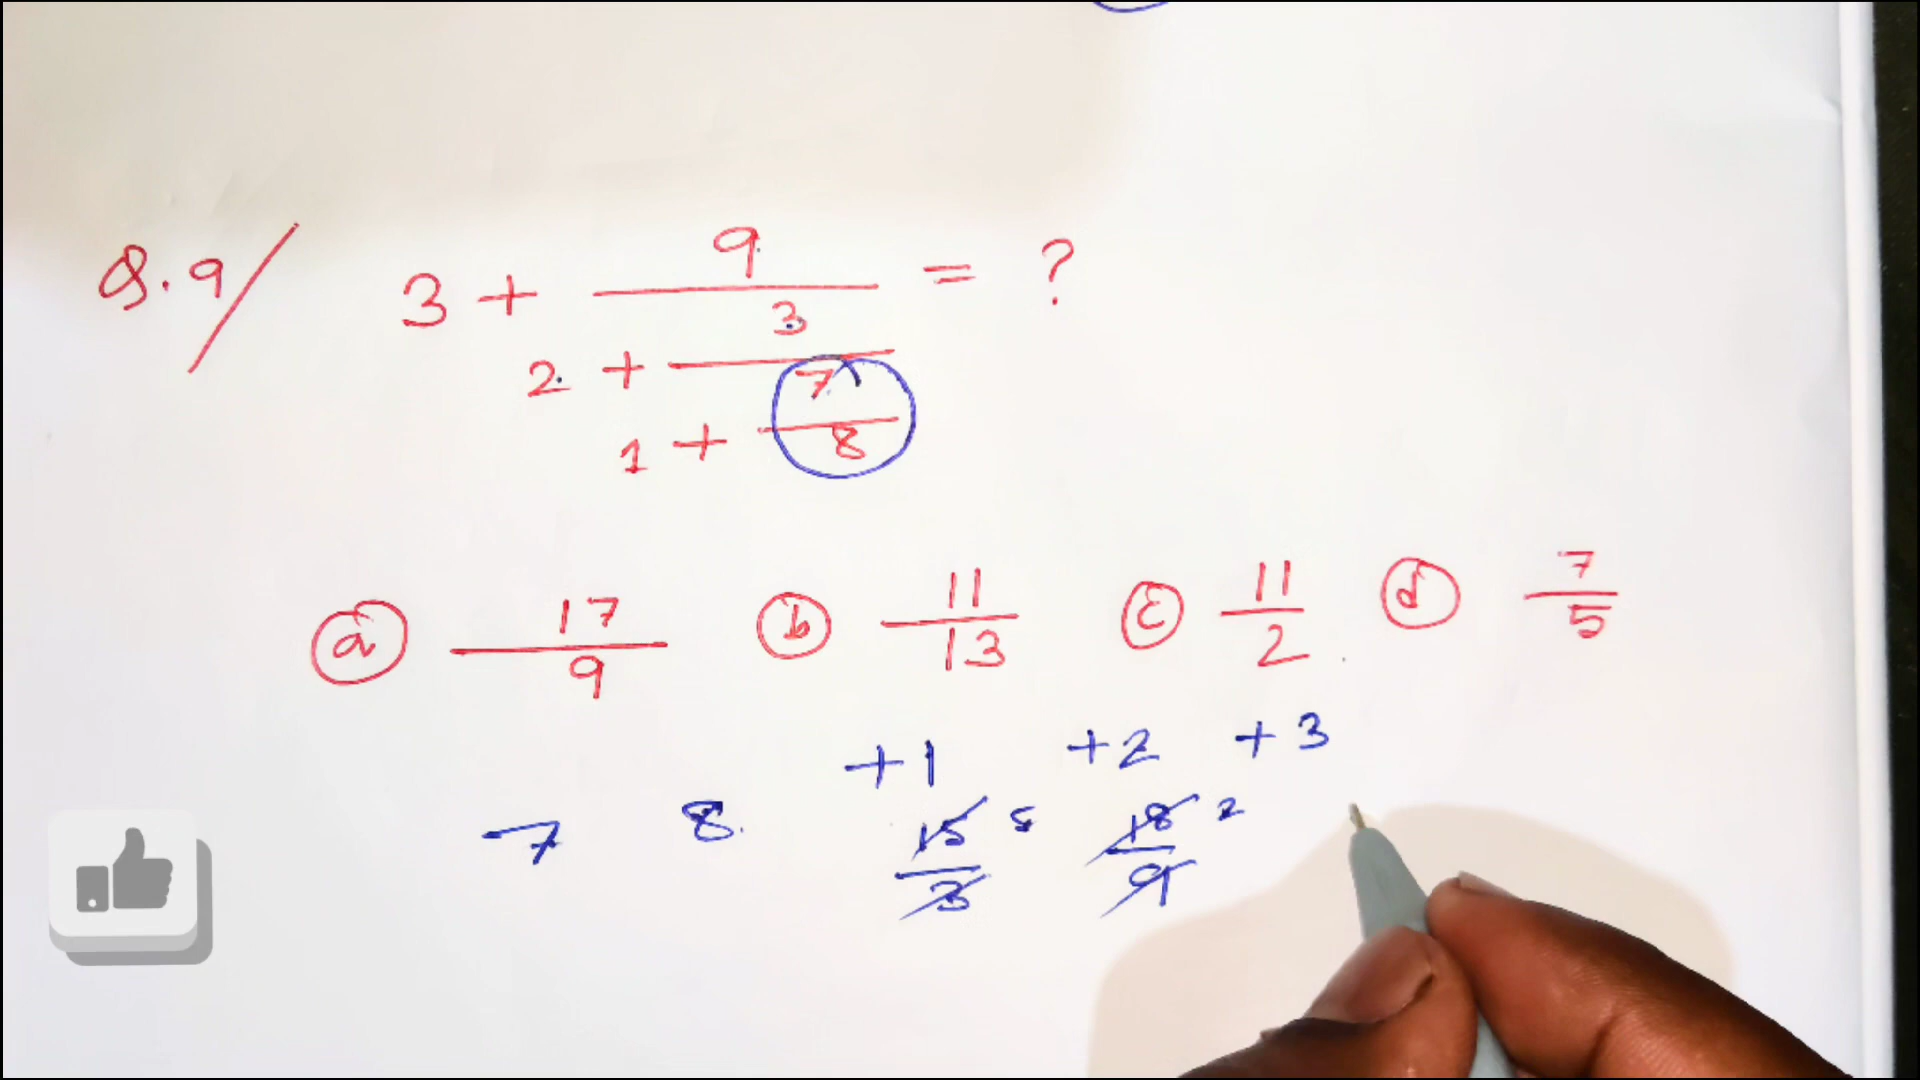 Q.9/ 3 + 9 = ?
3
2 +
7
1 +
8
(a) 17/9 (b) 11/13 (c) 11/2 (d) 7/5
+1 +2 +3
7 8 15/3 5 18/9 2